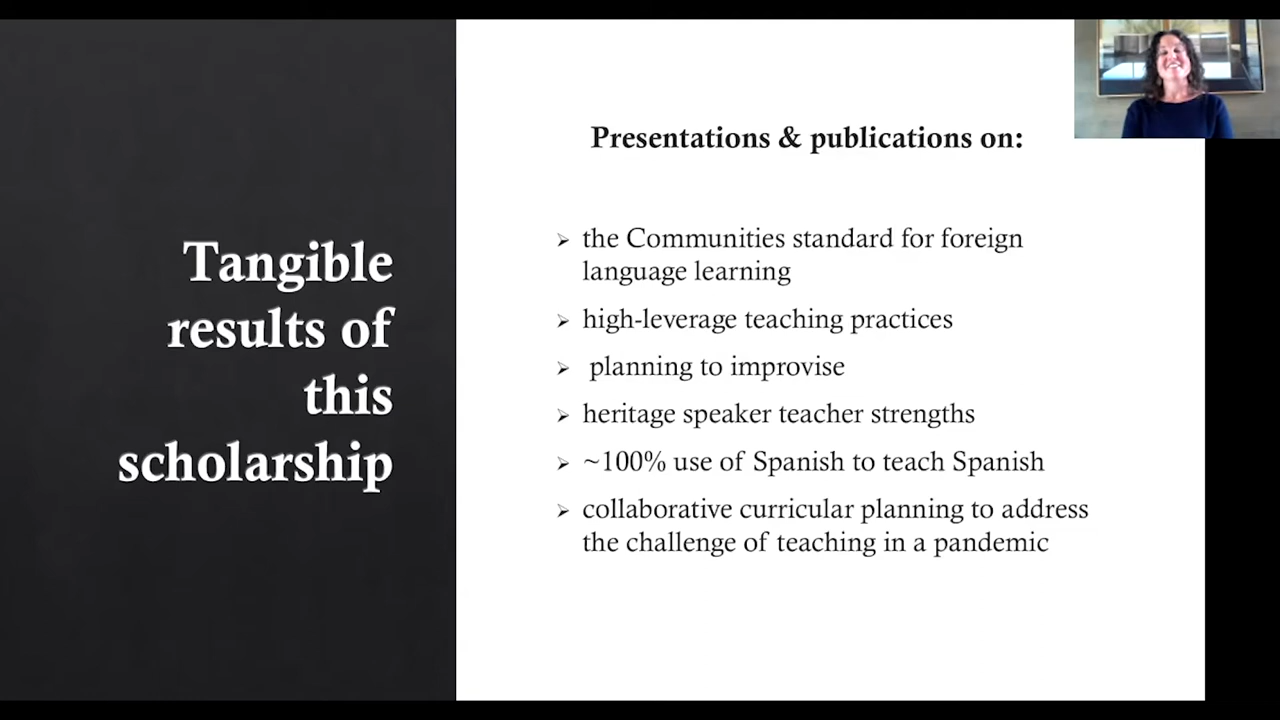 Tangible
results of
this
scholarship
Presentations & publications on:
the Communities standard for foreign
language learning
high-leverage teaching practices
planning to improvise
heritage speaker teacher strengths
~100% use of Spanish to teach Spanish
collaborative curricular planning to address
the challenge of teaching in a pandemic